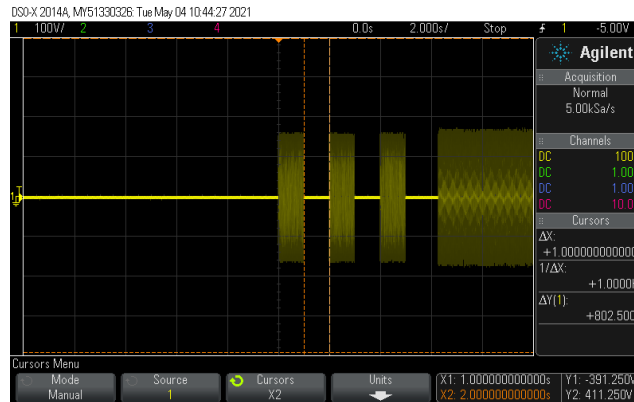 DSO-X 2014A, MY51330326: Tue May 04 10:44:27 2021
1 100V/ 2 3 4 0.0s 2.000s/ Stop 1 -5.00V
Agilent
Acquisition
Normal
5.00kSa/s
Channels
DC 100
DC 1.00
DC 1.00
DC 10.0
Cursors
ΔX:
+1.000000000000
1/ΔX:
+1.0000
ΔY(1):
+802.500
1
Cursors Menu
Mode
Manual
Source
1
Cursors
X2
Units
X1: 1.000000000000s
X2: 2.000000000000s
Y1: -391.250V
Y2: 411.250V